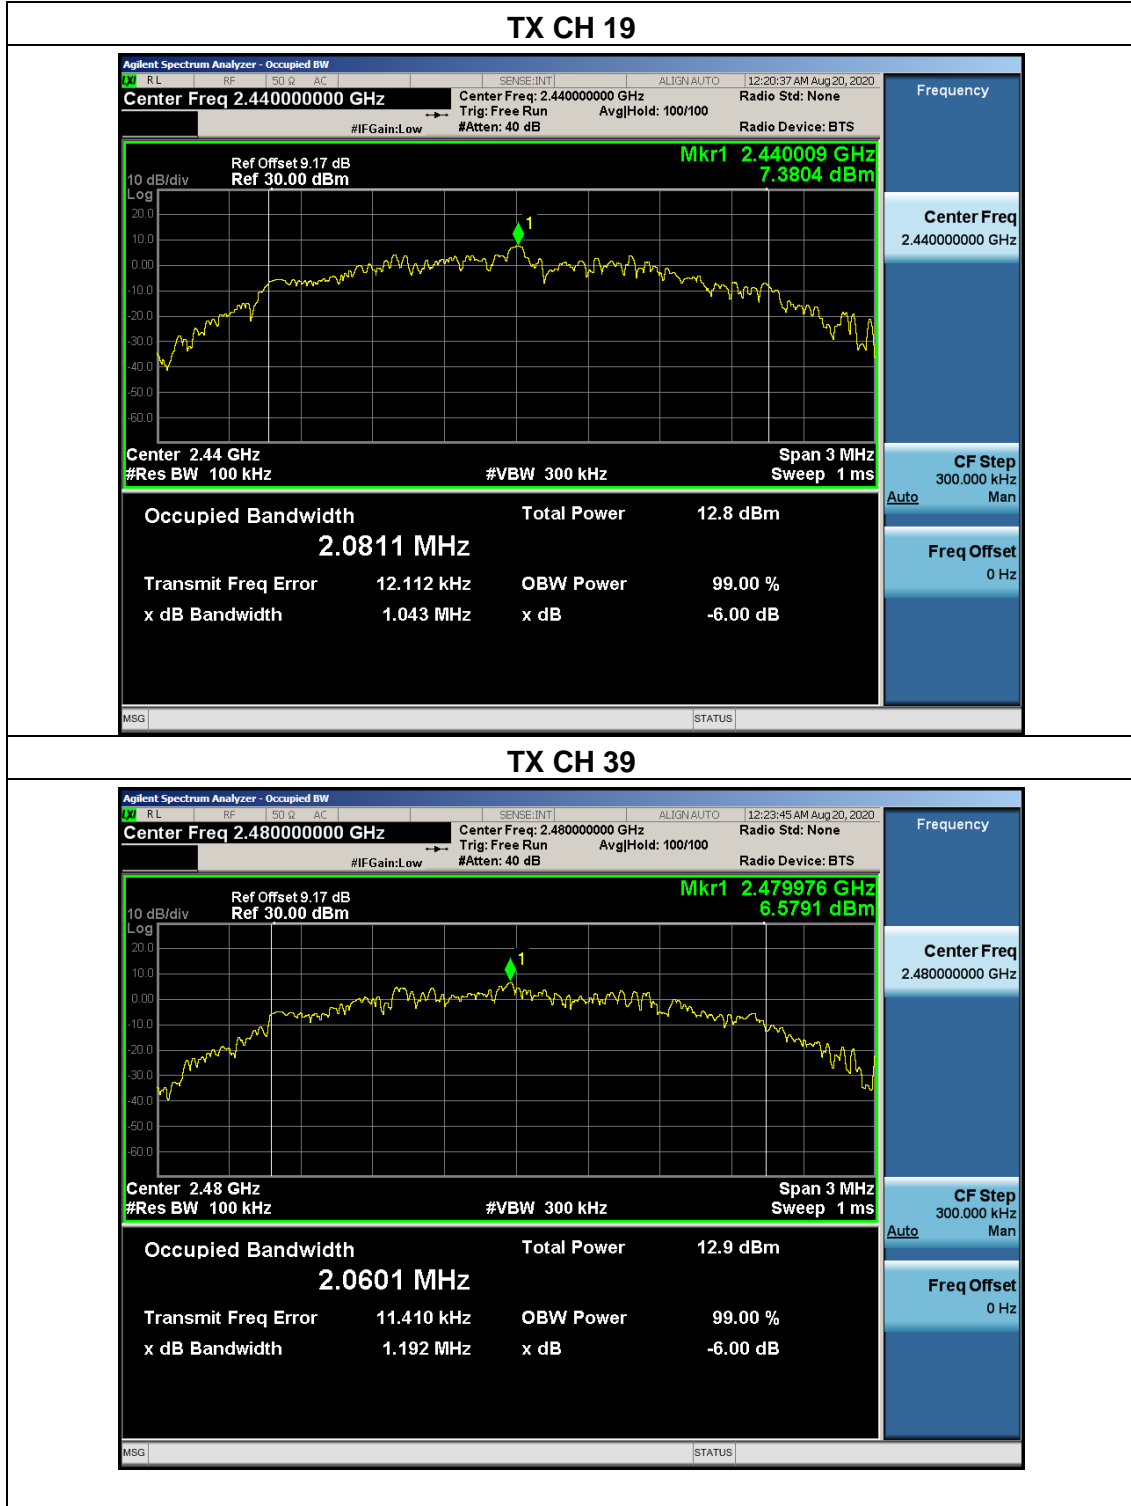 TX CH 19
Agilent Spectrum Analyzer - Occupied BW
LXI RL RF 50 Ω AC SENSE:INT ALIGN AUTO 12:20:37 AM Aug 20, 2020
Center Freq 2.440000000 GHz
Center Freq: 2.440000000 GHz
Radio Std: None
Trig: Free Run Avg|Hold: 100/100
#IFGain:Low #Atten: 40 dB Radio Device: BTS
Frequency
Mkr1 2.440009 GHz
7.3804 dBm
Ref Offset 9.17 dB
10 dB/div Ref 30.00 dBm
Log
20.0
10.0
0.00
-10.0
-20.0
-30.0
-40.0
-50.0
-60.0
1
Center 2.44 GHz Span 3 MHz
#Res BW 100 kHz #VBW 300 kHz Sweep 1 ms
Center Freq
2.440000000 GHz
CF Step
300.000 kHz
Auto Man
Freq Offset
0 Hz
Occupied Bandwidth Total Power 12.8 dBm
2.0811 MHz
Transmit Freq Error 12.112 kHz OBW Power 99.00 %
x dB Bandwidth 1.043 MHz x dB -6.00 dB
MSG STATUS
TX CH 39
Agilent Spectrum Analyzer - Occupied BW
LXI RL RF 50 Ω AC SENSE:INT ALIGN AUTO 12:23:45 AM Aug 20, 2020
Center Freq 2.480000000 GHz
Center Freq: 2.480000000 GHz
Radio Std: None
Trig: Free Run Avg|Hold: 100/100
#IFGain:Low #Atten: 40 dB Radio Device: BTS
Frequency
Mkr1 2.479976 GHz
6.5791 dBm
Ref Offset 9.17 dB
10 dB/div Ref 30.00 dBm
Log
20.0
10.0
0.00
-10.0
-20.0
-30.0
-40.0
-50.0
-60.0
1
Center 2.48 GHz Span 3 MHz
#Res BW 100 kHz #VBW 300 kHz Sweep 1 ms
Center Freq
2.480000000 GHz
CF Step
300.000 kHz
Auto Man
Freq Offset
0 Hz
Occupied Bandwidth Total Power 12.9 dBm
2.0601 MHz
Transmit Freq Error 11.410 kHz OBW Power 99.00 %
x dB Bandwidth 1.192 MHz x dB -6.00 dB
MSG STATUS